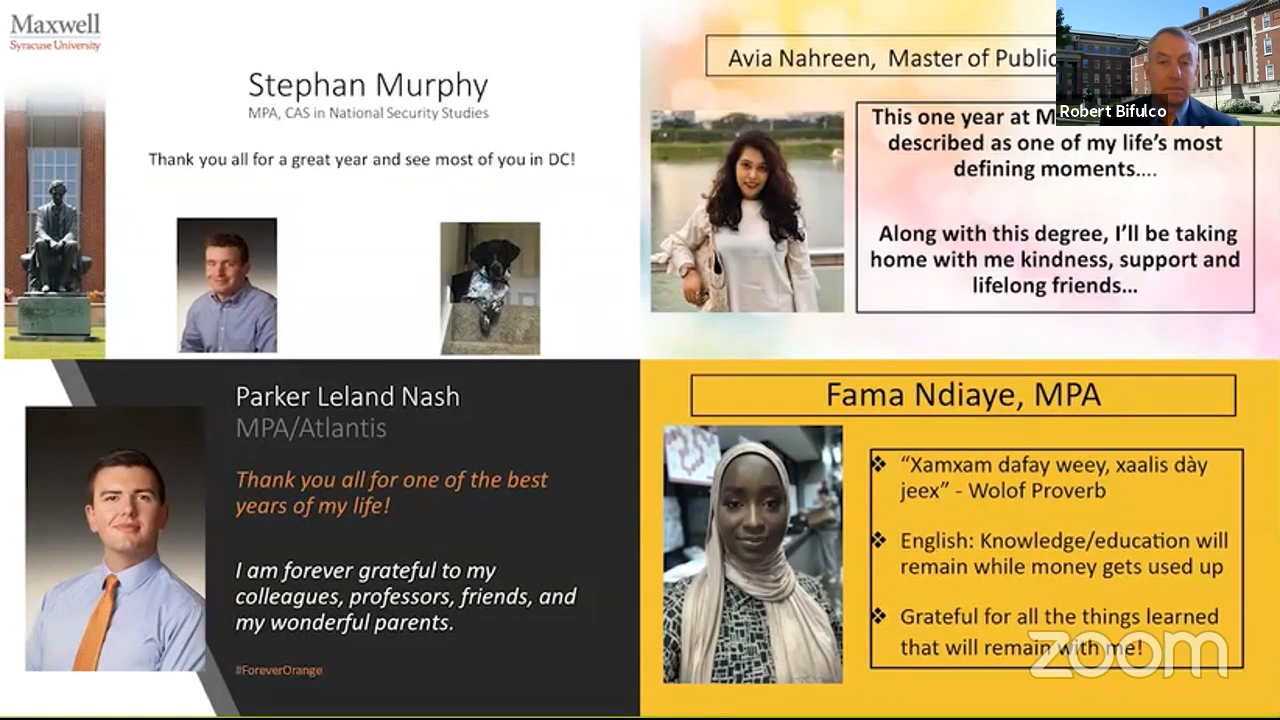 Maxwell
Syracuse University
Stephan Murphy
MPA, CAS in National Security Studies
Thank you all for a great year and see most of you in DC!
Avia Nahreen, Master of Public
Robert Bifulco
This one year at
described as one of my life's most
defining moments....
Along with this degree, I'll be taking
home with me kindness, support and
lifelong friends...
Parker Leland Nash
MPA/Atlantis
Thank you all for one of the best
years of my life!
I am forever grateful to my
colleagues, professors, friends, and
my wonderful parents.
#ForeverOrange
Fama Ndiaye, MPA
❖ “Xamxam dafay weey, xaalis dày
jeex” - Wolof Proverb
❖ English: Knowledge/education will
remain while money gets used up
❖ Grateful for all the things learned
that will remain with me!
zoom